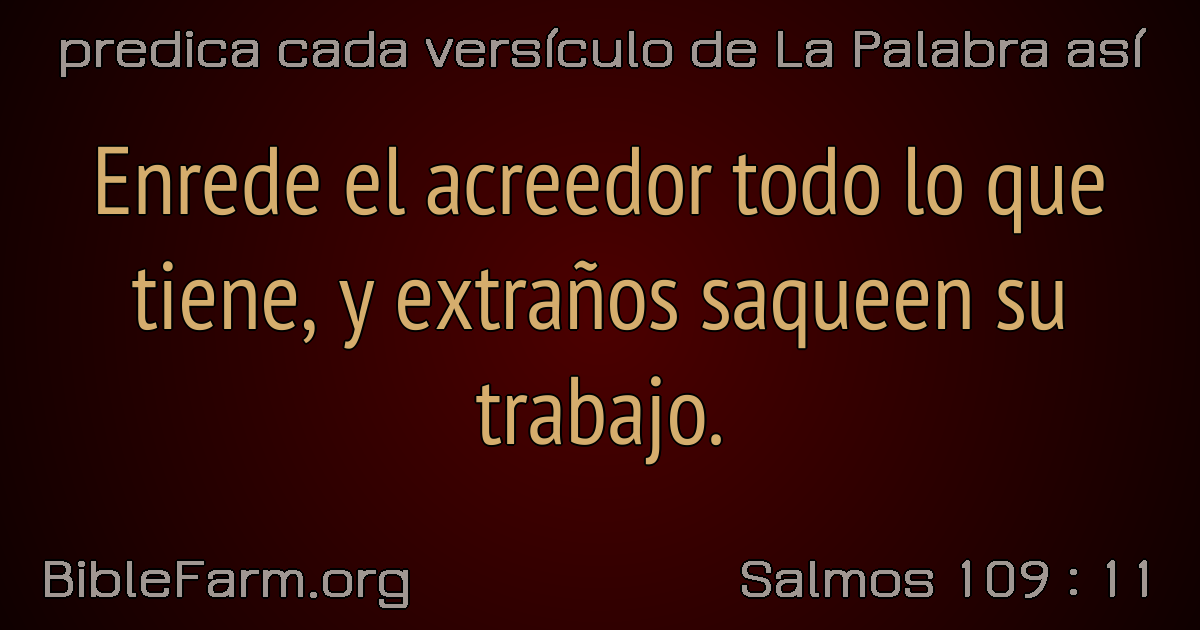 predica cada versículo de La Palabra así
Enrede el acreedor todo lo que
tiene, y extraños saqueen su
trabajo.
BibleFarm.org
Salmos 109 : 11